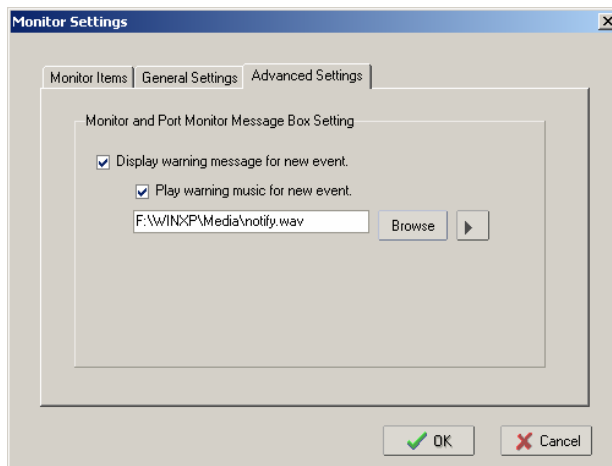 Monitor Settings
Monitor Items General Settings Advanced Settings
Monitor and Port Monitor Message Box Setting
Display warning message for new event.
Play warning music for new event.
F:\WINXP\Media\notify.wav Browse
OK Cancel